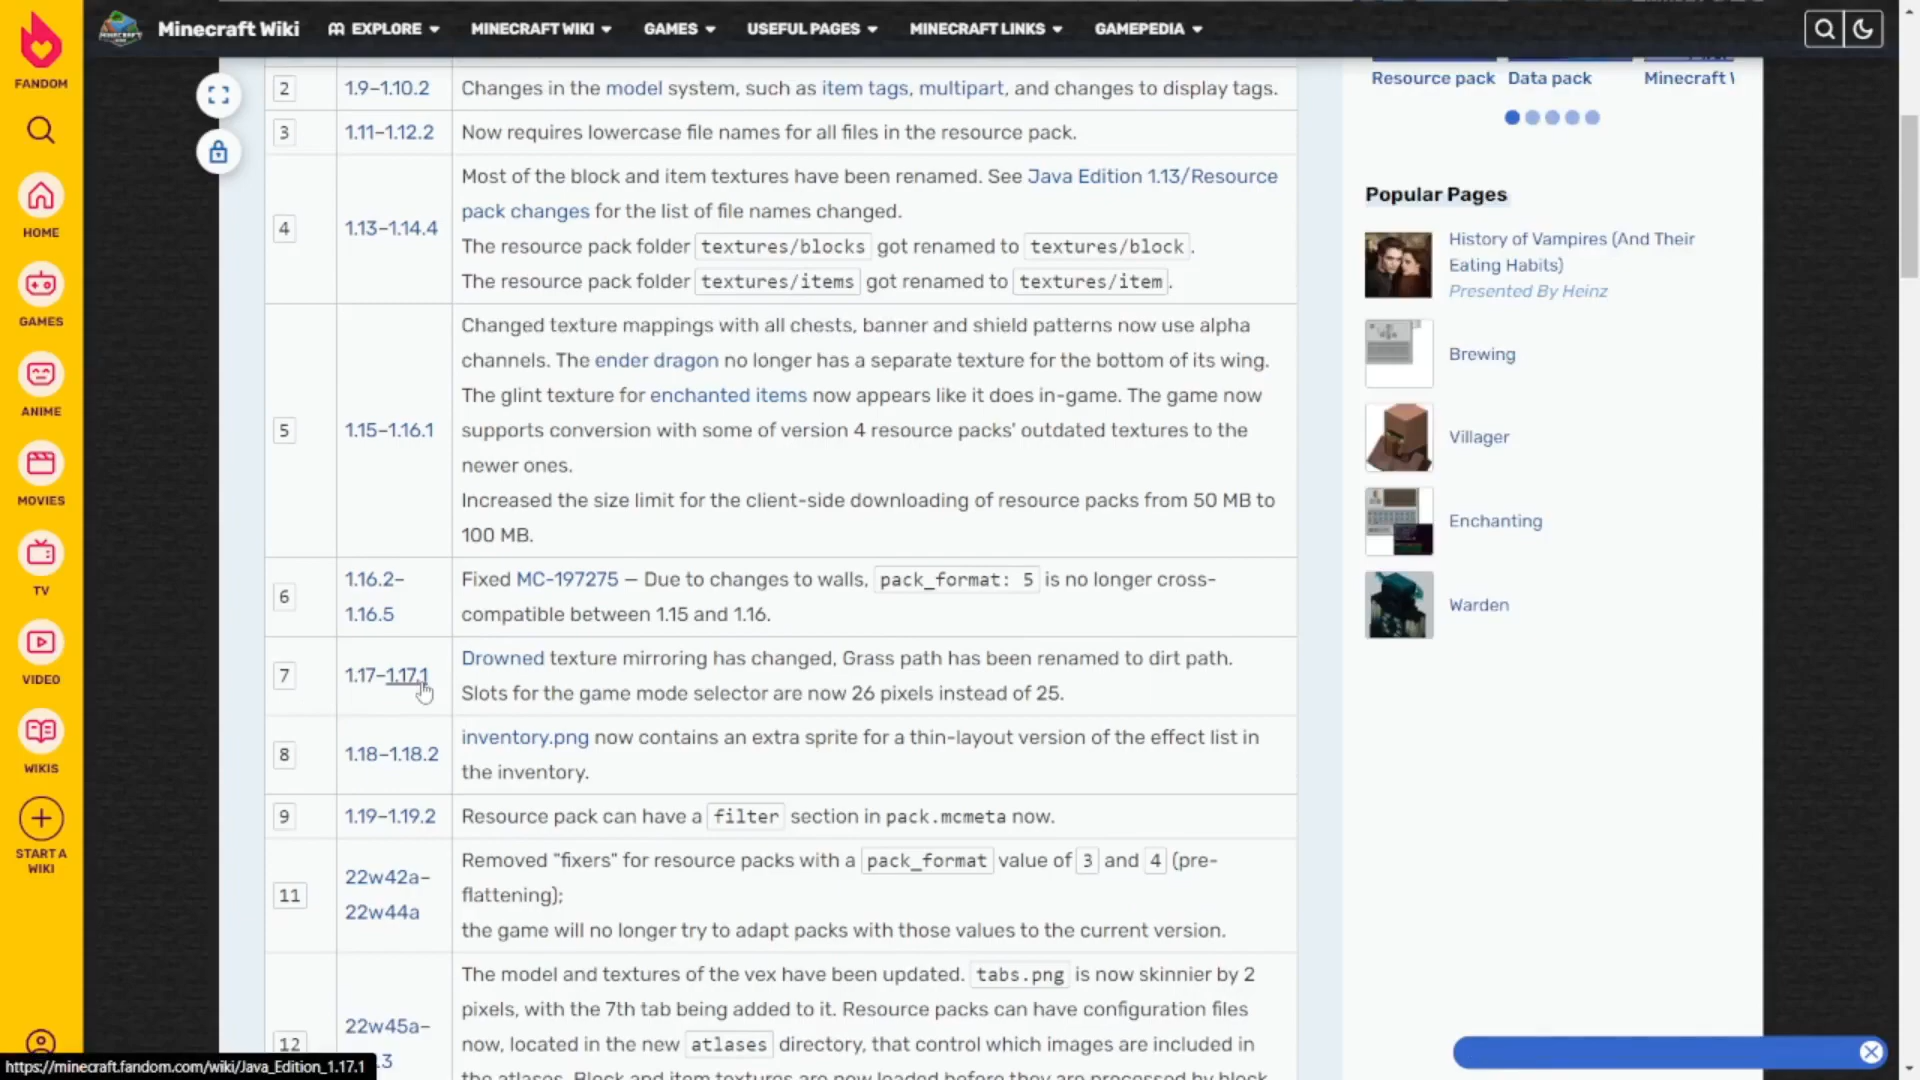 FANDOM
HOME
GAMES
ANIME
MOVIES
TV
VIDEO
WIKIS
START A
WIKI
Minecraft Wiki
EXPLORE
MINECRAFT WIKI
GAMES
USEFUL PAGES
MINECRAFT LINKS
GAMEPEDIA
2
1.9–1.10.2
Changes in the model system, such as item tags, multipart, and changes to display tags.
3
1.11–1.12.2
Now requires lowercase file names for all files in the resource pack.
4
1.13–1.14.4
Most of the block and item textures have been renamed. See Java Edition 1.13/Resource
pack changes for the list of file names changed.
The resource pack folder textures/blocks got renamed to textures/block.
The resource pack folder textures/items got renamed to textures/item.
5
1.15–1.16.1
Changed texture mappings with all chests, banner and shield patterns now use alpha
channels. The ender dragon no longer has a separate texture for the bottom of its wing.
The glint texture for enchanted items now appears like it does in-game. The game now
supports conversion with some of version 4 resource packs' outdated textures to the
newer ones.
Increased the size limit for the client-side downloading of resource packs from 50 MB to
100 MB.
6
1.16.2–
1.16.5
Fixed MC-197275 — Due to changes to walls, pack_format: 5 is no longer cross-
compatible between 1.15 and 1.16.
7
1.17–1.17.1
Drowned texture mirroring has changed, Grass path has been renamed to dirt path.
Slots for the game mode selector are now 26 pixels instead of 25.
8
1.18–1.18.2
inventory.png now contains an extra sprite for a thin-layout version of the effect list in
the inventory.
9
1.19–1.19.2
Resource pack can have a filter section in pack.mcmeta now.
11
22w42a–
22w44a
Removed "fixers" for resource packs with a pack_format value of 3 and 4 (pre-
flattening);
the game will no longer try to adapt packs with those values to the current version.
12
22w45a–
.3
The model and textures of the vex have been updated. tabs.png is now skinnier by 2
pixels, with the 7th tab being added to it. Resource packs can have configuration files
now, located in the new atlases directory, that control which images are included in
the atlases. Block and item textures are now loaded before they are processed by block
Resource pack
Data pack
Minecraft
Popular Pages
History of Vampires (And Their
Eating Habits)
Presented By Heinz
Brewing
Villager
Enchanting
Warden
https://minecraft.fandom.com/wiki/Java_Edition_1.17.1